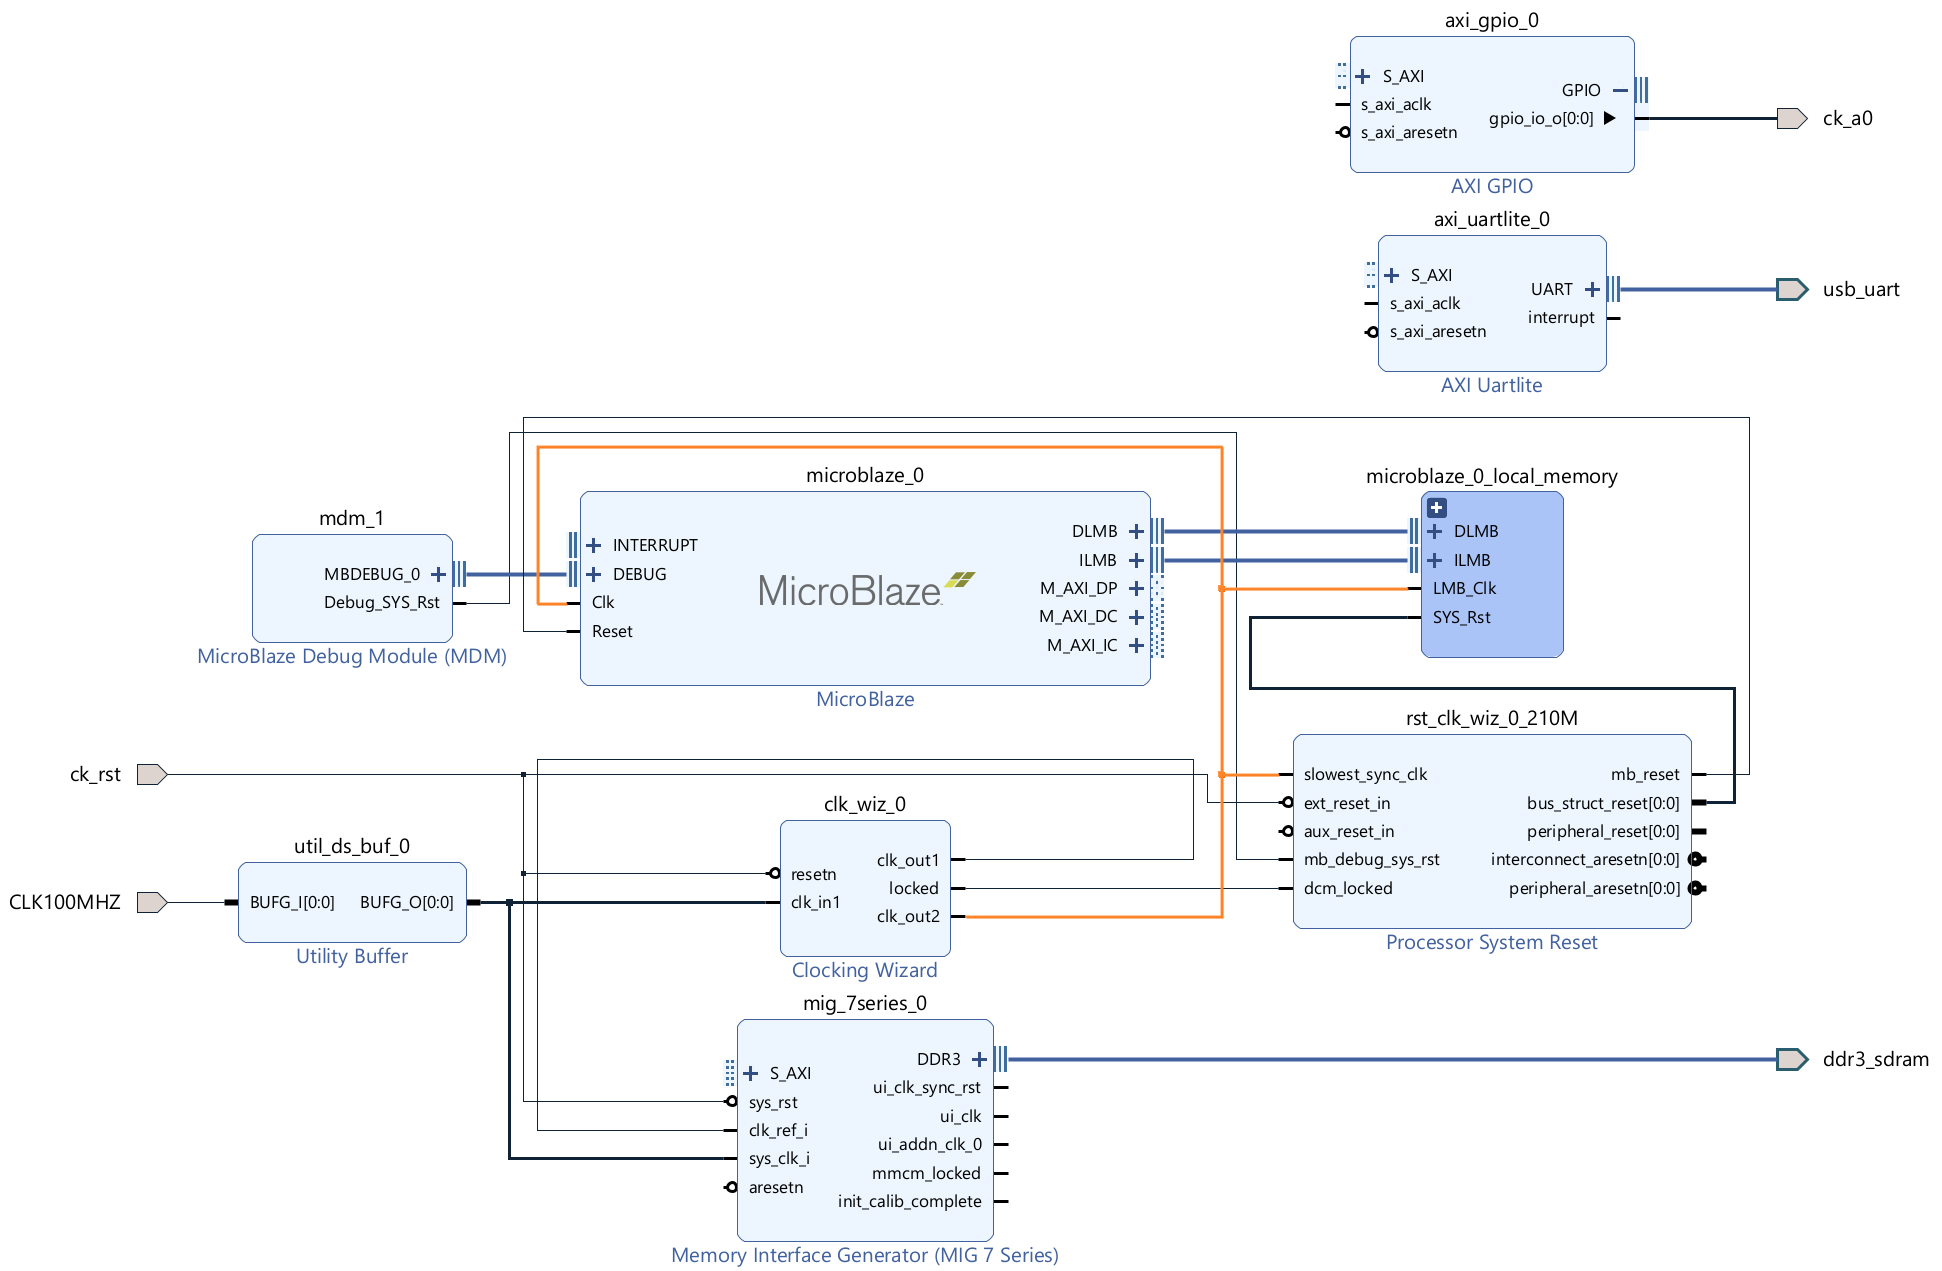 axi_gpio_0
S_AXI
s_axi_aclk
s_axi_aresetn
GPIO
gpio_io_o[0:0]
ck_a0
AXI GPIO
axi_uartlite_0
S_AXI
s_axi_aclk
s_axi_aresetn
UART
interrupt
usb_uart
AXI Uartlite
mdm_1
MBDEBUG_0
Debug_SYS_Rst
MicroBlaze Debug Module (MDM)
microblaze_0
INTERRUPT
DEBUG
Clk
Reset
MicroBlaze
DLMB
ILMB
M_AXI_DP
M_AXI_DC
M_AXI_IC
MicroBlaze
microblaze_0_local_memory
DLMB
ILMB
LMB_Clk
SYS_Rst
rst_clk_wiz_0_210M
slowest_sync_clk
ext_reset_in
aux_reset_in
mb_debug_sys_rst
dcm_locked
mb_reset
bus_struct_reset[0:0]
peripheral_reset[0:0]
interconnect_aresetn[0:0]
peripheral_aresetn[0:0]
Processor System Reset
ck_rst
CLK100MHZ
util_ds_buf_0
BUFG_I[0:0]
BUFG_O[0:0]
Utility Buffer
clk_wiz_0
resetn
clk_in1
clk_out1
locked
clk_out2
Clocking Wizard
mig_7series_0
S_AXI
sys_rst
clk_ref_i
sys_clk_i
aresetn
DDR3
ui_clk_sync_rst
ui_clk
ui_addn_clk_0
mmcm_locked
init_calib_complete
ddr3_sdram
Memory Interface Generator (MIG 7 Series)